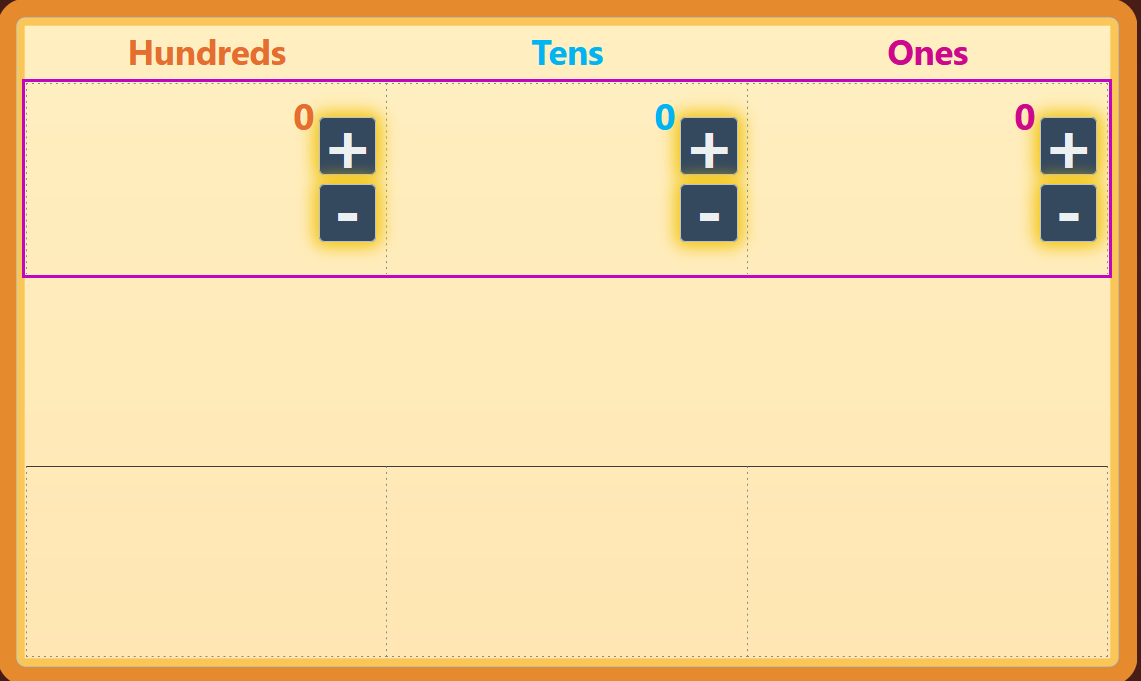 Hundreds Tens Ones
0 0 0
+ + +
- - -